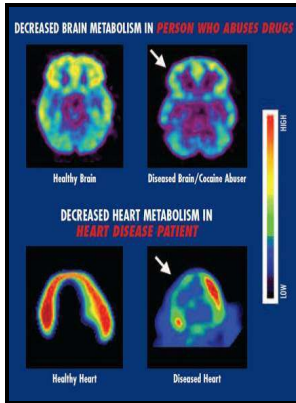 DECREASED BRAIN METABOLISM IN PERSON WHO ABUSES DRUGS
Healthy Brain
Diseased Brain/Cocaine Abuser
HIGH
LOW
DECREASED HEART METABOLISM IN
HEART DISEASE PATIENT
Healthy Heart
Diseased Heart